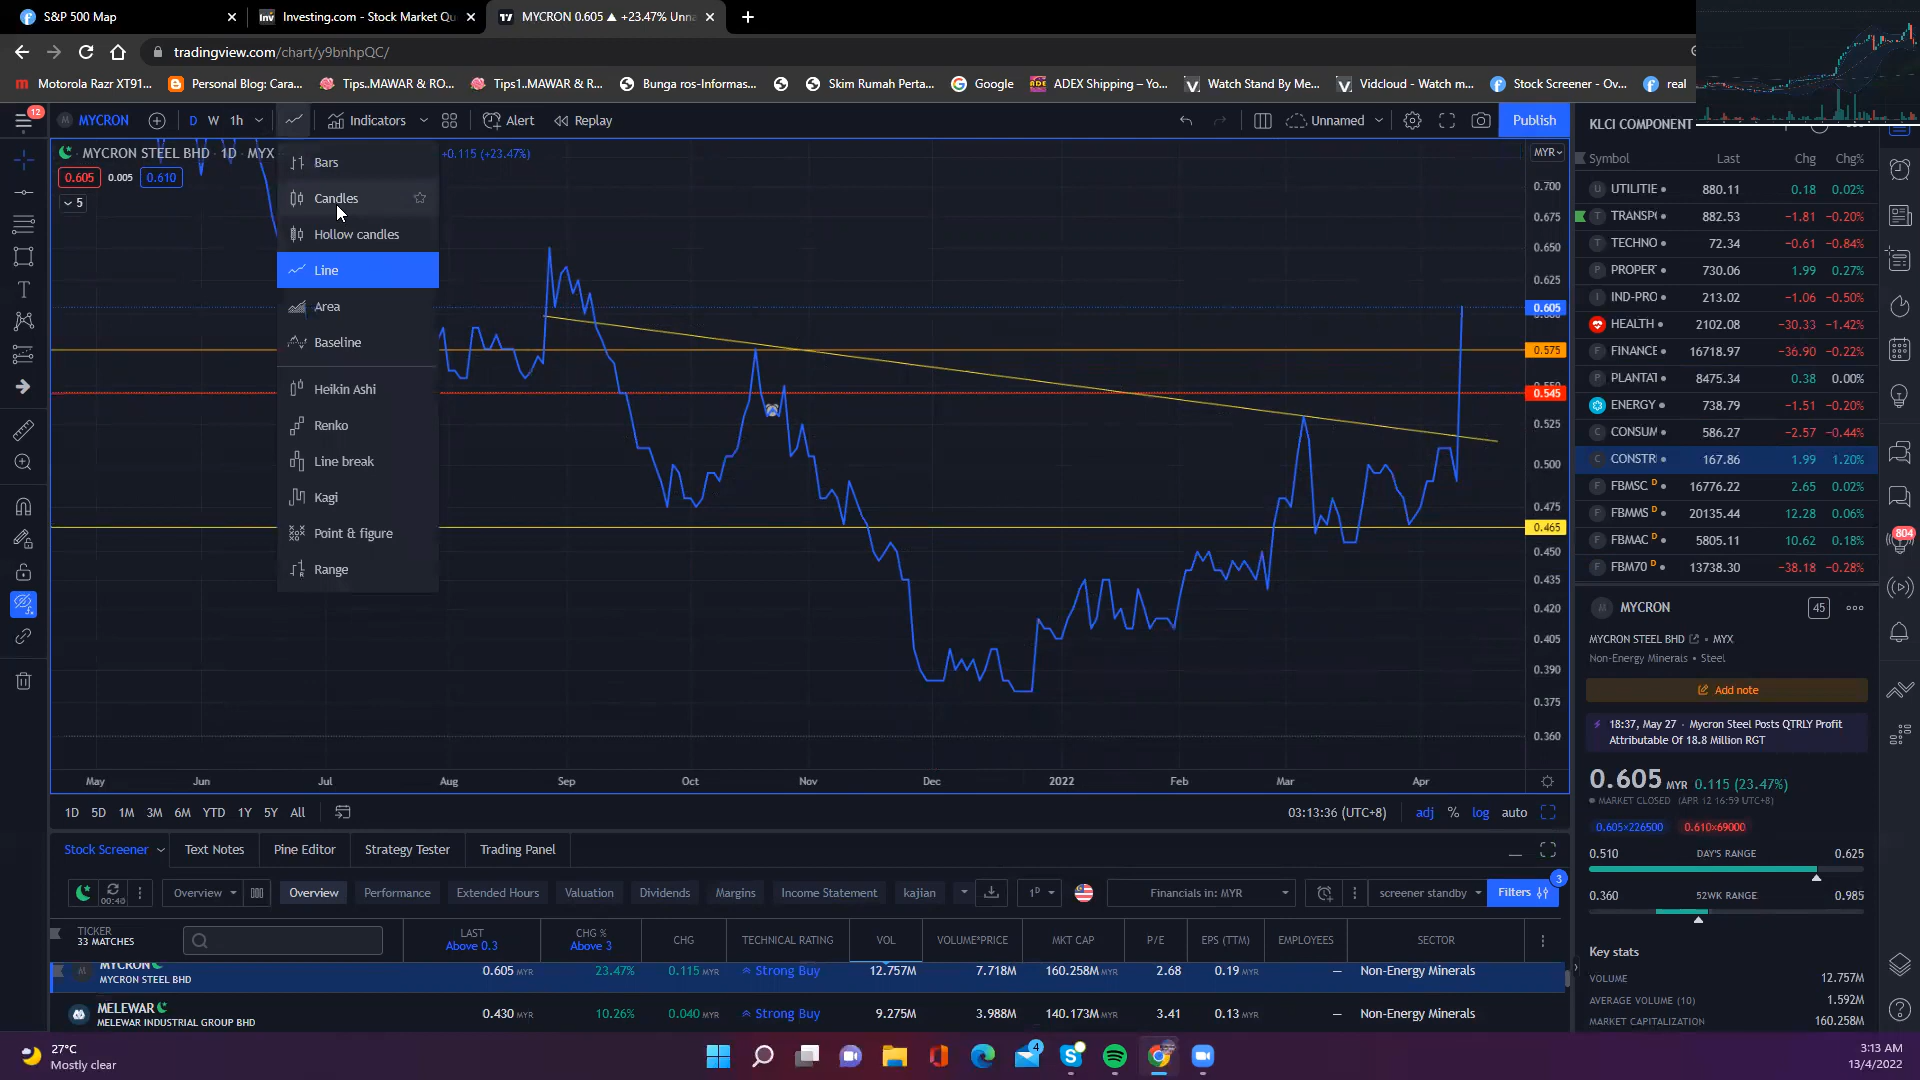 S&P 500 Map
Investing.com - Stock Market Qu
MYCRON 0.605 ▲ +23.47% Unna
tradingview.com/chart/y9bnhpQC/
Motorola Razr XT91...
Personal Blog: Cara...
Tips..MAWAR & RO...
Tips1..MAWAR & R...
Bunga ros-Informas...
Skim Rumah Perta...
Google
ADEX Shipping – Yo...
Watch Stand By Me...
Vidcloud - Watch m...
Stock Screener - Ov...
real
12
MYCRON
D
W
1h
Indicators
Alert
Replay
Unnamed
Publish
KLCI COMPONENT
MYCRON STEEL BHD · 1D · MYX
+0.115 (+23.47%)
0.605
0.005
0.610
5
MYR
Bars
Candles
Hollow candles
Line
Area
Baseline
Heikin Ashi
Renko
Line break
Kagi
Point & figure
Range
0.700
0.675
0.650
0.625
0.605
0.575
0.545
0.525
0.500
0.475
0.465
0.450
0.435
0.420
0.405
0.390
0.375
0.360
May
Jun
Jul
Aug
Sep
Oct
Nov
Dec
2022
Feb
Mar
Apr
1D
5D
1M
3M
6M
YTD
1Y
5Y
All
03:13:36 (UTC+8)
adj
%
log
auto
Symbol Last Chg Chg%
UTILITIE 880.11 0.18 0.02%
TRANSP 882.53 −1.81 −0.20%
TECHNO 72.34 −0.61 −0.84%
PROPER 730.06 1.99 0.27%
IND-PRO 213.02 −1.06 −0.50%
HEALTH 2102.08 −30.33 −1.42%
FINANCE 16718.97 −36.90 −0.22%
PLANTAT 8475.34 0.38 0.00%
ENERGY 738.79 −1.51 −0.20%
CONSUM 586.27 −2.57 −0.44%
CONSTR 167.86 1.99 1.20%
FBMSC D 16776.22 2.65 0.02%
FBMMS D 20135.44 12.28 0.06%
FBMAC D 5805.11 10.62 0.18%
FBM70 D 13738.30 −38.18 −0.28%
804
MYCRON
45
MYCRON STEEL BHD • MYX
Non-Energy Minerals • Steel
Add note
18:37, May 27 · Mycron Steel Posts QTRLY Profit
Attributable Of 18.8 Million RGT
0.605 MYR 0.115 (23.47%)
MARKET CLOSED (APR 12 16:59 UTC+8)
0.605×226500
0.610×69000
0.510 DAY'S RANGE 0.625
0.360 52WK RANGE 0.985
Key stats
VOLUME 12.757M
AVERAGE VOLUME (10) 1.592M
MARKET CAPITALIZATION 160.258M
Stock Screener
Text Notes
Pine Editor
Strategy Tester
Trading Panel
00:40
Overview
Overview
Performance
Extended Hours
Valuation
Dividends
Margins
Income Statement
kajian
1D
Financials in: MYR
screener standby
Filters
3
TICKER
33 MATCHES
LAST
Above 0.3
CHG %
Above 3
CHG
TECHNICAL RATING
VOL
VOLUME*PRICE
MKT CAP
P/E
EPS (TTM)
EMPLOYEES
SECTOR
MYCRON
MYCRON STEEL BHD
0.605 MYR 23.47% 0.115 MYR Strong Buy 12.757M 7.718M 160.258M MYR 2.68 0.19 MYR — Non-Energy Minerals
MELEWAR
MELEWAR INDUSTRIAL GROUP BHD
0.430 MYR 10.26% 0.040 MYR Strong Buy 9.275M 3.988M 140.173M MYR 3.41 0.13 MYR — Non-Energy Minerals
27°C
Mostly clear
4
3:13 AM
13/4/2022